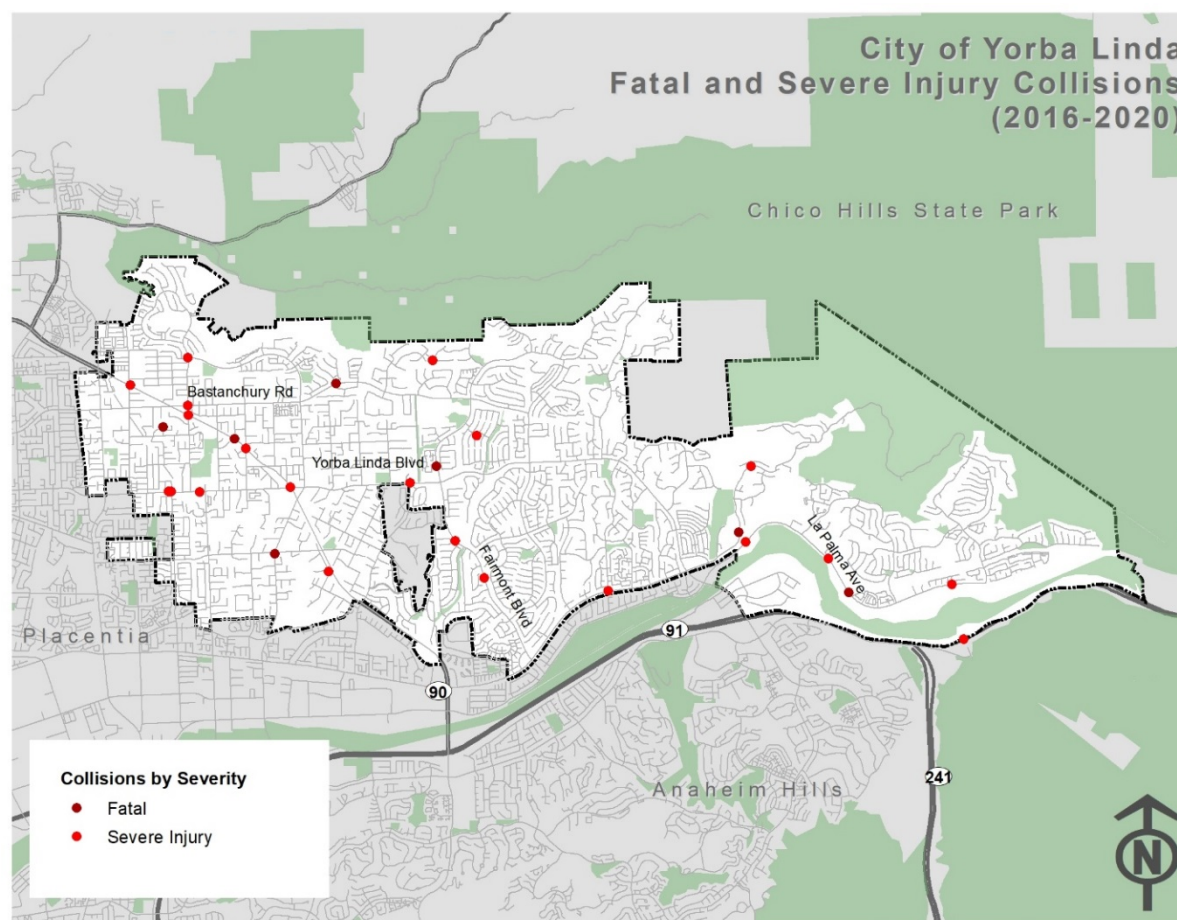 City of Yorba Linda
Fatal and Severe Injury Collisions
(2016-2020)
Chico Hills State Park
Bastanchury Rd
Yorba Linda Blvd
La Palma Ave
Fairmont Blvd
Placentia
91
90
241
Anaheim Hills
Collisions by Severity
Fatal
Severe Injury
N